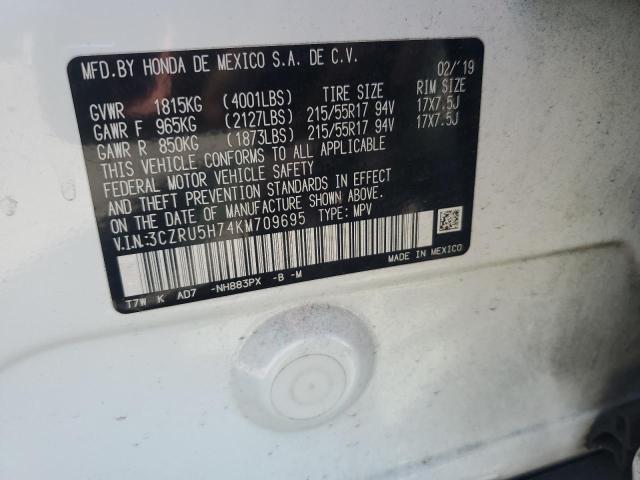 MFD. BY HONDA DE MEXICO S.A. DE C.V. 02/'19
GVWR 1815KG (4001LBS) TIRE SIZE RIM SIZE
GAWR F 965KG (2127LBS) 215/55R17 94V 17X7.5J
GAWR R 850KG (1873LBS) 215/55R17 94V 17X7.5J
THIS VEHICLE CONFORMS TO ALL APPLICABLE
FEDERAL MOTOR VEHICLE SAFETY
AND THEFT PREVENTION STANDARDS IN EFFECT
ON THE DATE OF MANUFACTURE SHOWN ABOVE.
V.I.N.:3CZRU5H74KM709695 TYPE: MPV
T7W K AD7 -NH883PX -B -M
MADE IN MEXICO